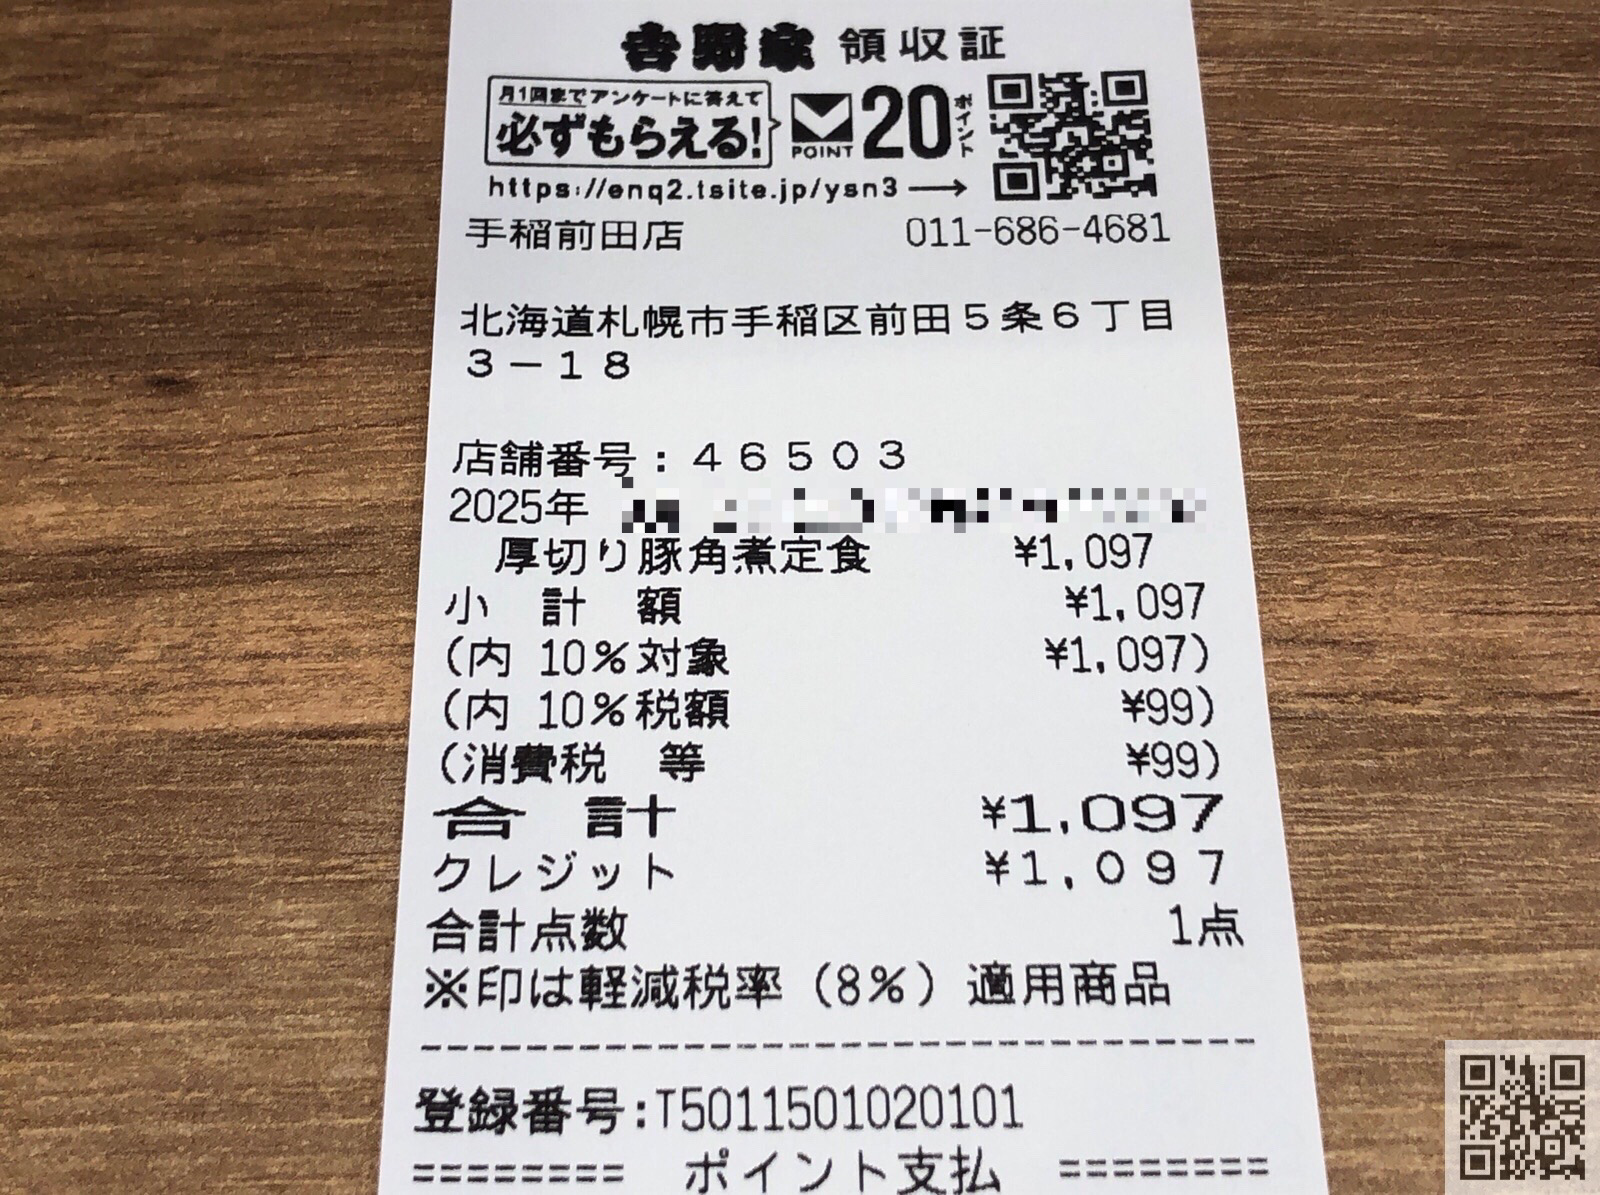 吉野家 領収証
月1回まで アンケートに答えて
必ずもらえる!
V POINT 20 ポイント
https://enq2.tsite.jp/ysn3 →
手稲前田店 011-686-4681
北海道札幌市手稲区前田5条6丁目
3-18
店舗番号:46503
2025年
厚切り豚角煮定食 ¥1,097
小 計 額 ¥1,097
(内 10%対象 ¥1,097)
(内 10%税額 ¥99)
(消費税 等 ¥99)
合 計 ¥1,097
クレジット ¥1,097
合計点数 1点
※印は軽減税率(8%)適用商品
--------------------------------
登録番号:T5011501020101
======== ポイント支払 ========